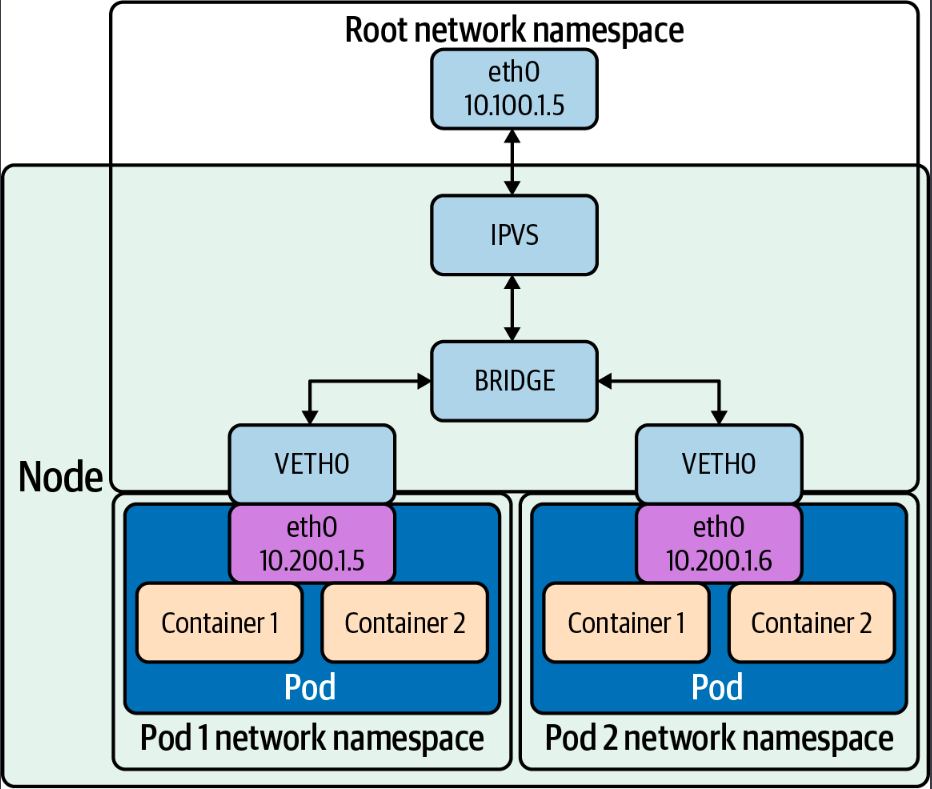 Root network namespace
eth0
10.100.1.5
IPVS
BRIDGE
Node
VETH0
VETH0
eth0
10.200.1.5
eth0
10.200.1.6
Container 1
Container 2
Container 1
Container 2
Pod
Pod
Pod 1 network namespace
Pod 2 network namespace